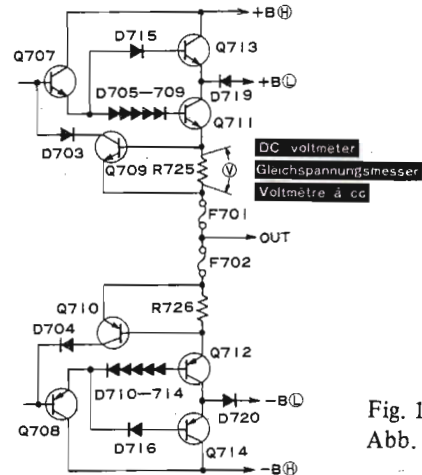 +B Ⓗ
D715
Q713
Q707
+B Ⓛ
D705–709
D719
Q711
D703
Q709
R725
Ⓥ
DC voltmeter
Gleichspannungsmesser
Voltmètre à cc
F701
OUT
F702
Q710
R726
D704
Q712
D710–714
−B Ⓛ
D720
Q708
D716
Q714
−B Ⓗ
Fig. 1
Abb.